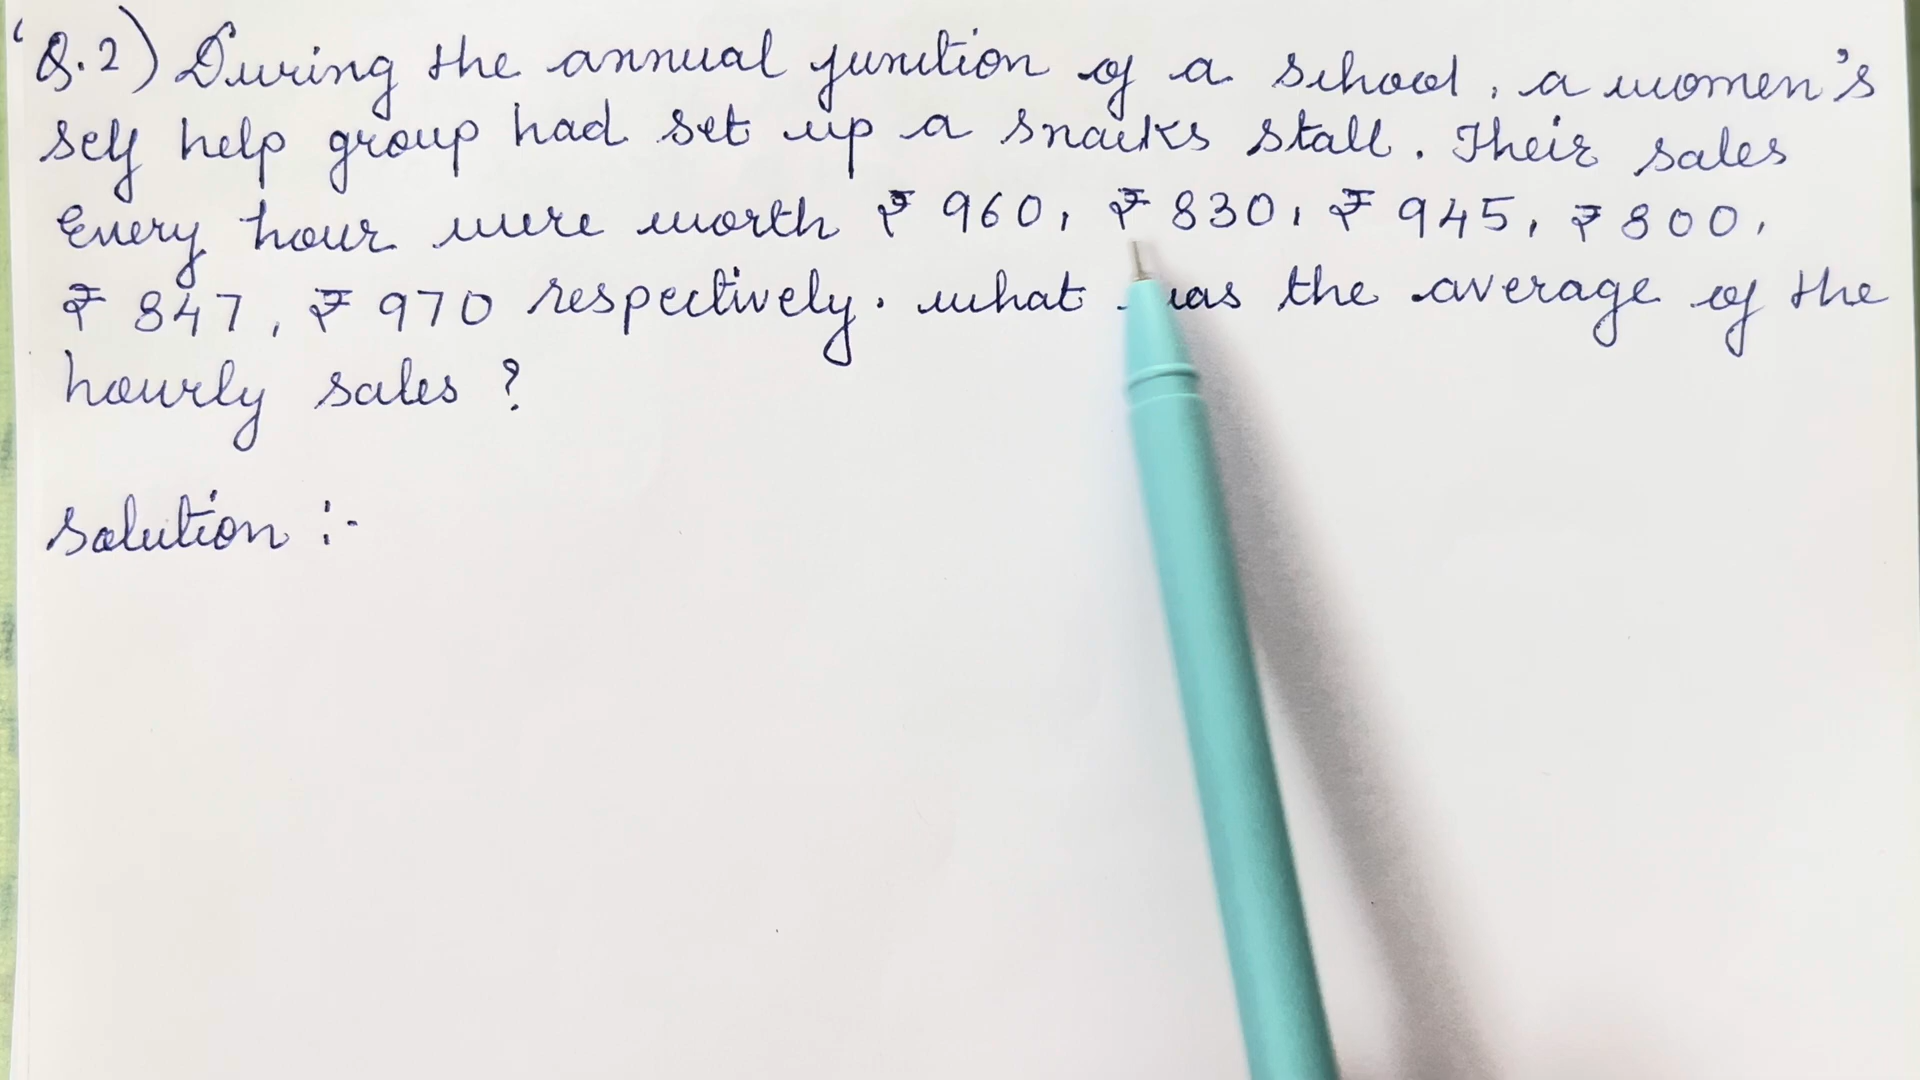 Q.2) During the annual function of a school, a women's
self help group had set up a snacks stall. Their sales
Every hour were worth ₹ 960, ₹ 830, ₹ 945, ₹ 800,
₹ 847, ₹ 970 respectively. what was the average of the
hourly sales ?
Solution :-